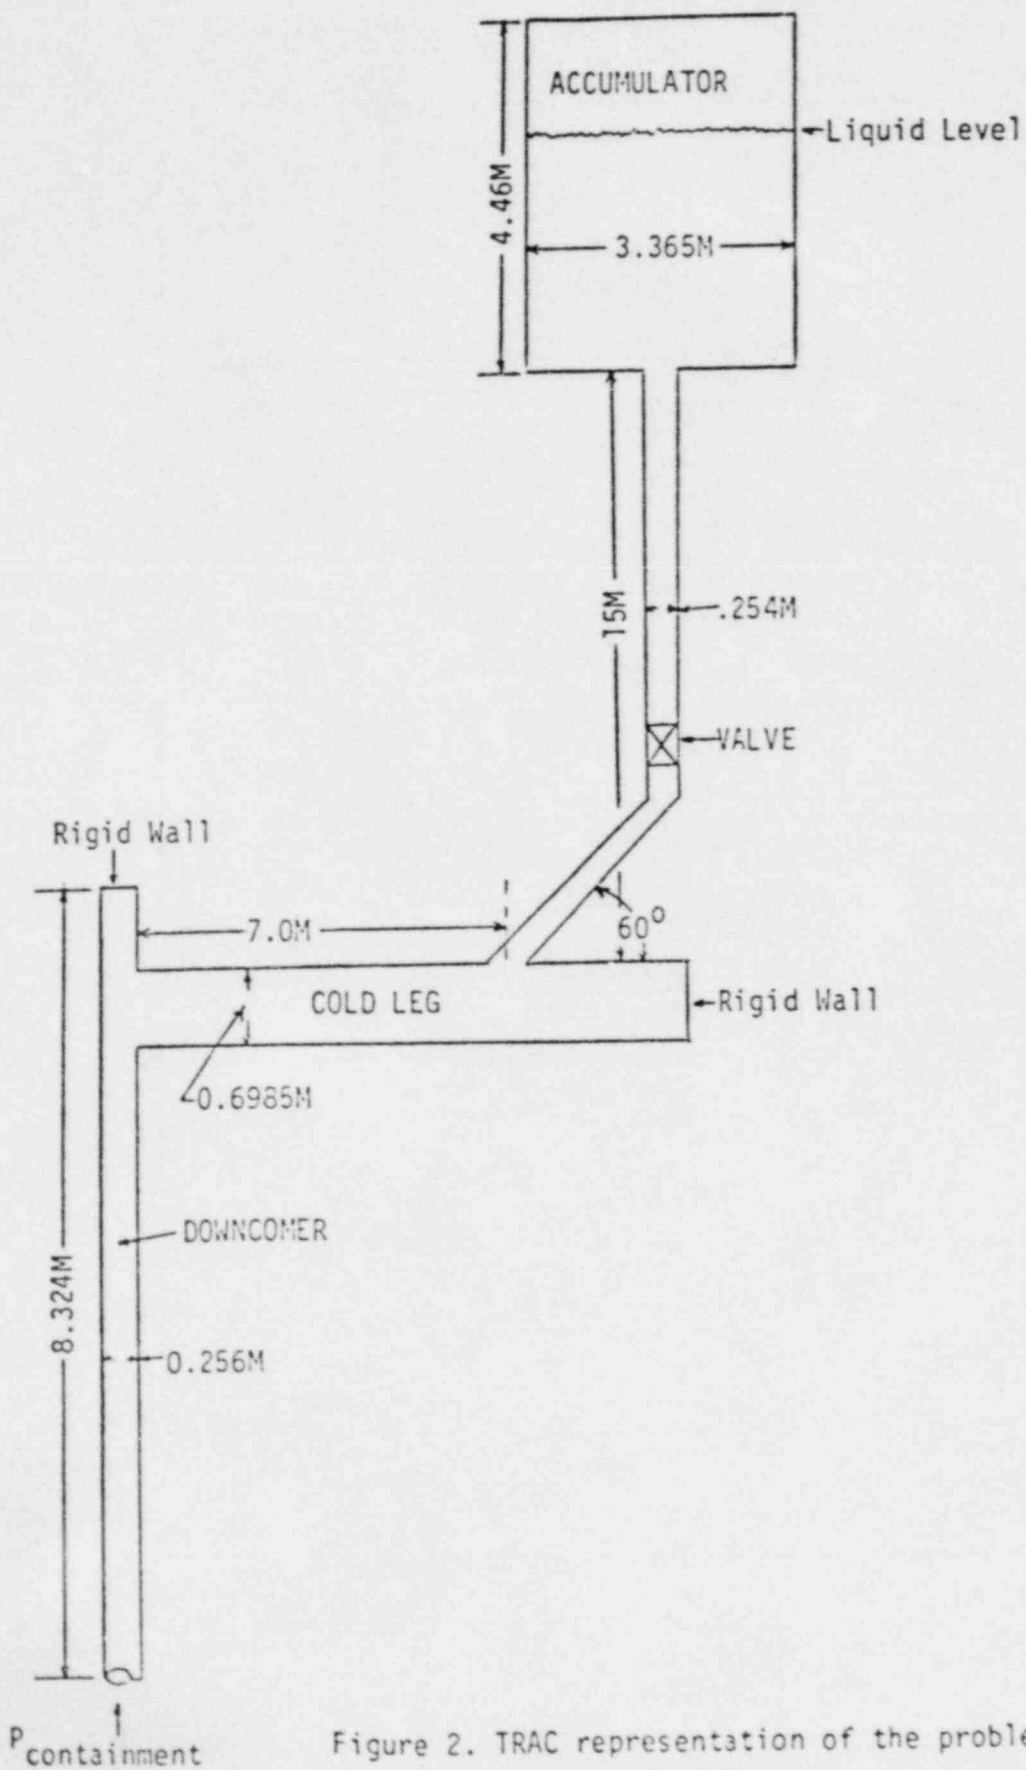 ACCUMULATOR
Liquid Level
4.46M
3.365M
15M
.254M
VALVE
Rigid Wall
7.0M
60°
COLD LEG
Rigid Wall
0.6985M
DOWNCOMER
8.324M
0.256M
P containment
Figure 2. TRAC representation of the proble